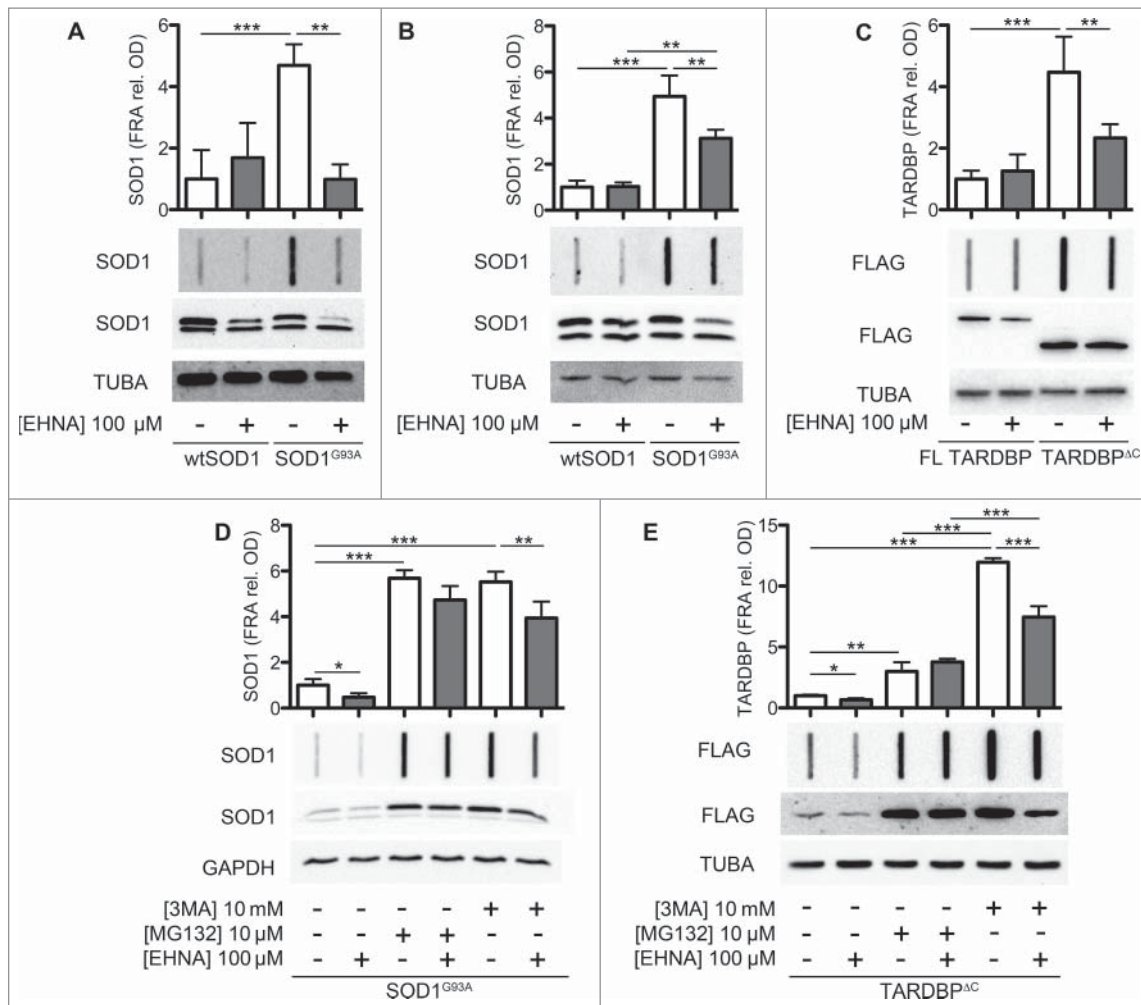 A
SOD1 (FRA rel. OD)
6
4
2
0
*** **
SOD1
SOD1
TUBA
[EHNA] 100 µM - + - +
wtSOD1 SOD1G93A
B
SOD1 (FRA rel. OD)
8
6
4
2
0
**
*** **
SOD1
SOD1
TUBA
[EHNA] 100 µM - + - +
wtSOD1 SOD1G93A
C
TARDBP (FRA rel. OD)
6
4
2
0
*** **
FLAG
FLAG
TUBA
[EHNA] 100 µM - + - +
FL TARDBP TARDBPΔC
D
SOD1 (FRA rel. OD)
8
6
4
2
0
*** **
***
*
SOD1
SOD1
GAPDH
[3MA] 10 mM - - - - + +
[MG132] 10 µM - - + + - -
[EHNA] 100 µM - + - + - +
SOD1G93A
E
TARDBP (FRA rel. OD)
15
10
5
0
***
***
*** ***
**
*
FLAG
FLAG
TUBA
[3MA] 10 mM - - - - + +
[MG132] 10 µM - - + + - -
[EHNA] 100 µM - + - + - +
TARDBPΔC